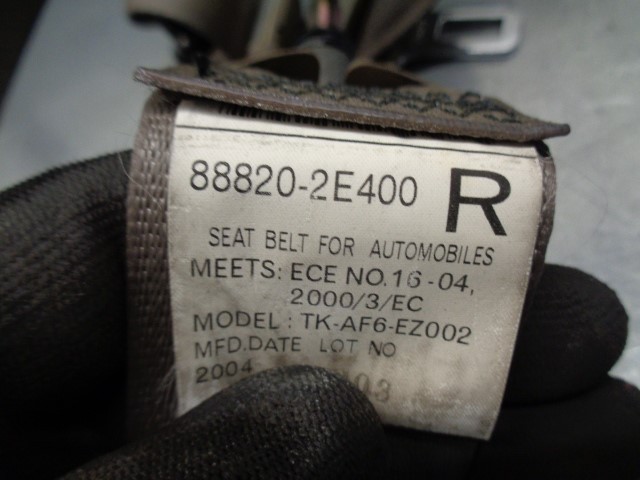 88820-2E400 R
SEAT BELT FOR AUTOMOBILES
MEETS: ECE NO.16-04,
2000/3/EC
MODEL: TK-AF6-EZ002
MFD.DATE LOT NO
2004